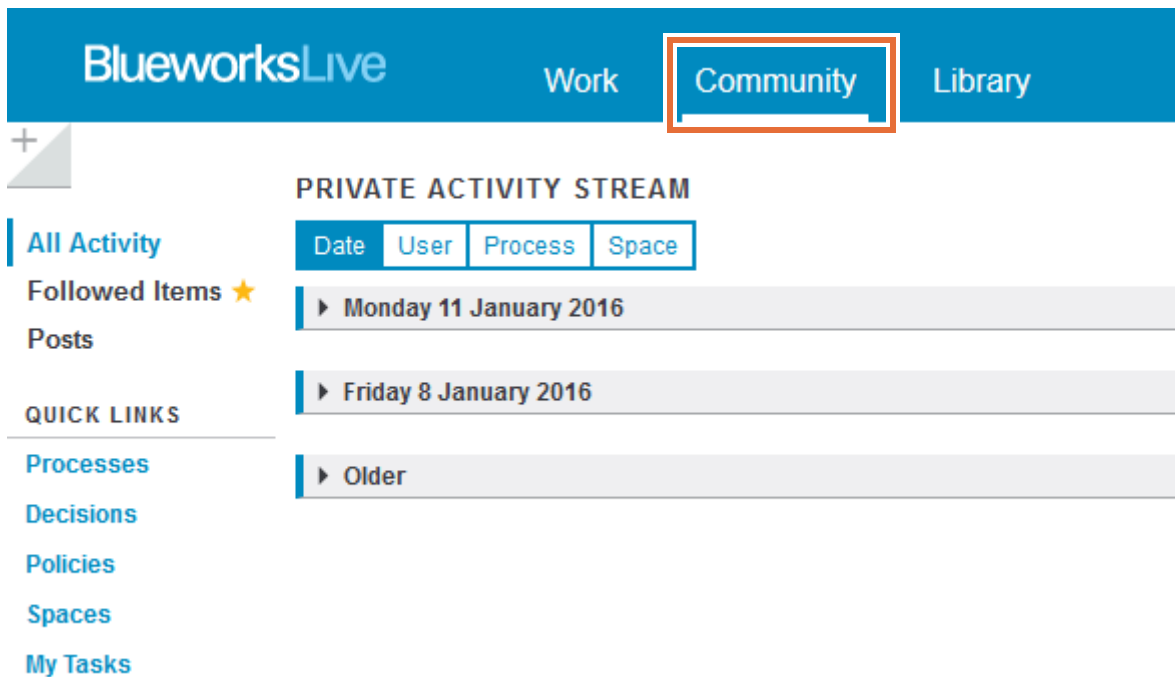 BlueworksLive
Work
Community
Library
+
PRIVATE ACTIVITY STREAM
All Activity
Followed Items
Posts
Date
User
Process
Space
Monday 11 January 2016
Friday 8 January 2016
Older
QUICK LINKS
Processes
Decisions
Policies
Spaces
My Tasks